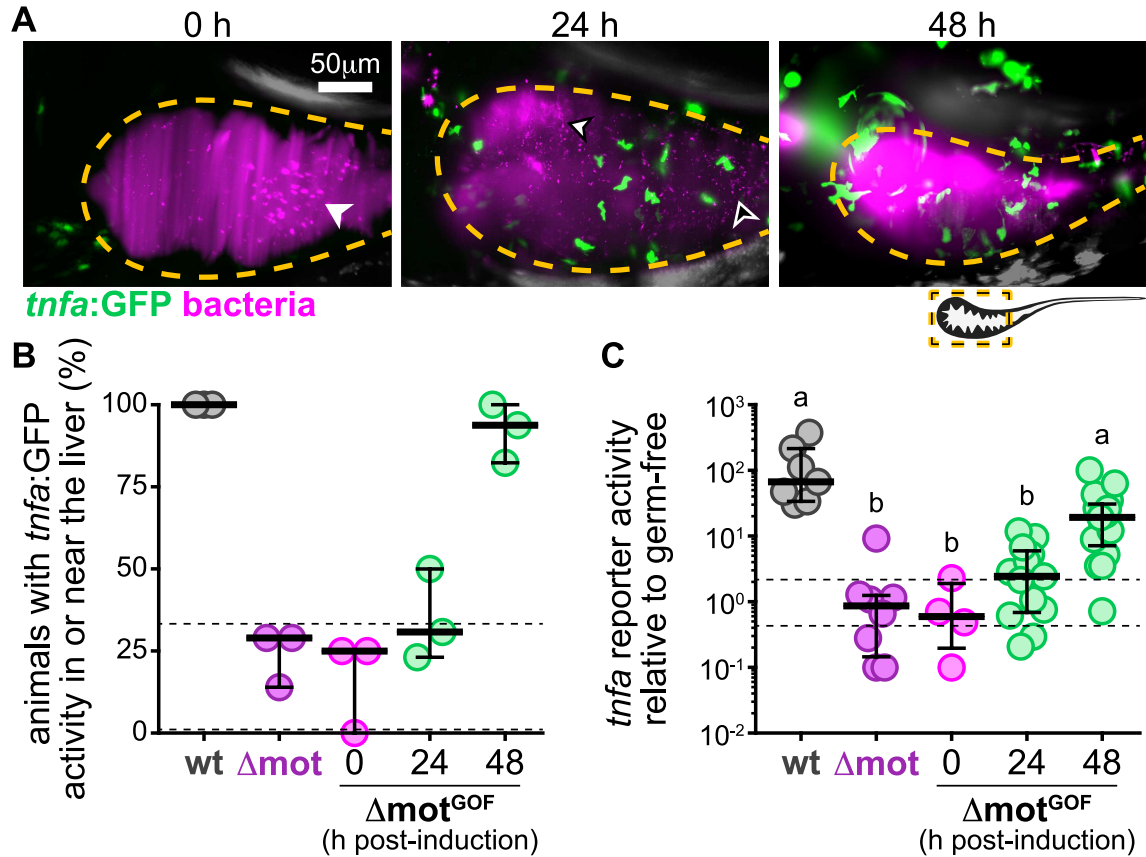 A
0 h
24 h
48 h
50μm
tnfa:GFP bacteria
B
animals with tnfa:GFP
activity in or near the liver (%)
100
75
50
25
0
wt
Δmot
0
24
48
ΔmotGOF
(h post-induction)
C
tnfa reporter activity
relative to germ-free
10³
10²
10¹
10⁰
10⁻¹
10⁻²
a
b
b
b
a
wt
Δmot
0
24
48
ΔmotGOF
(h post-induction)